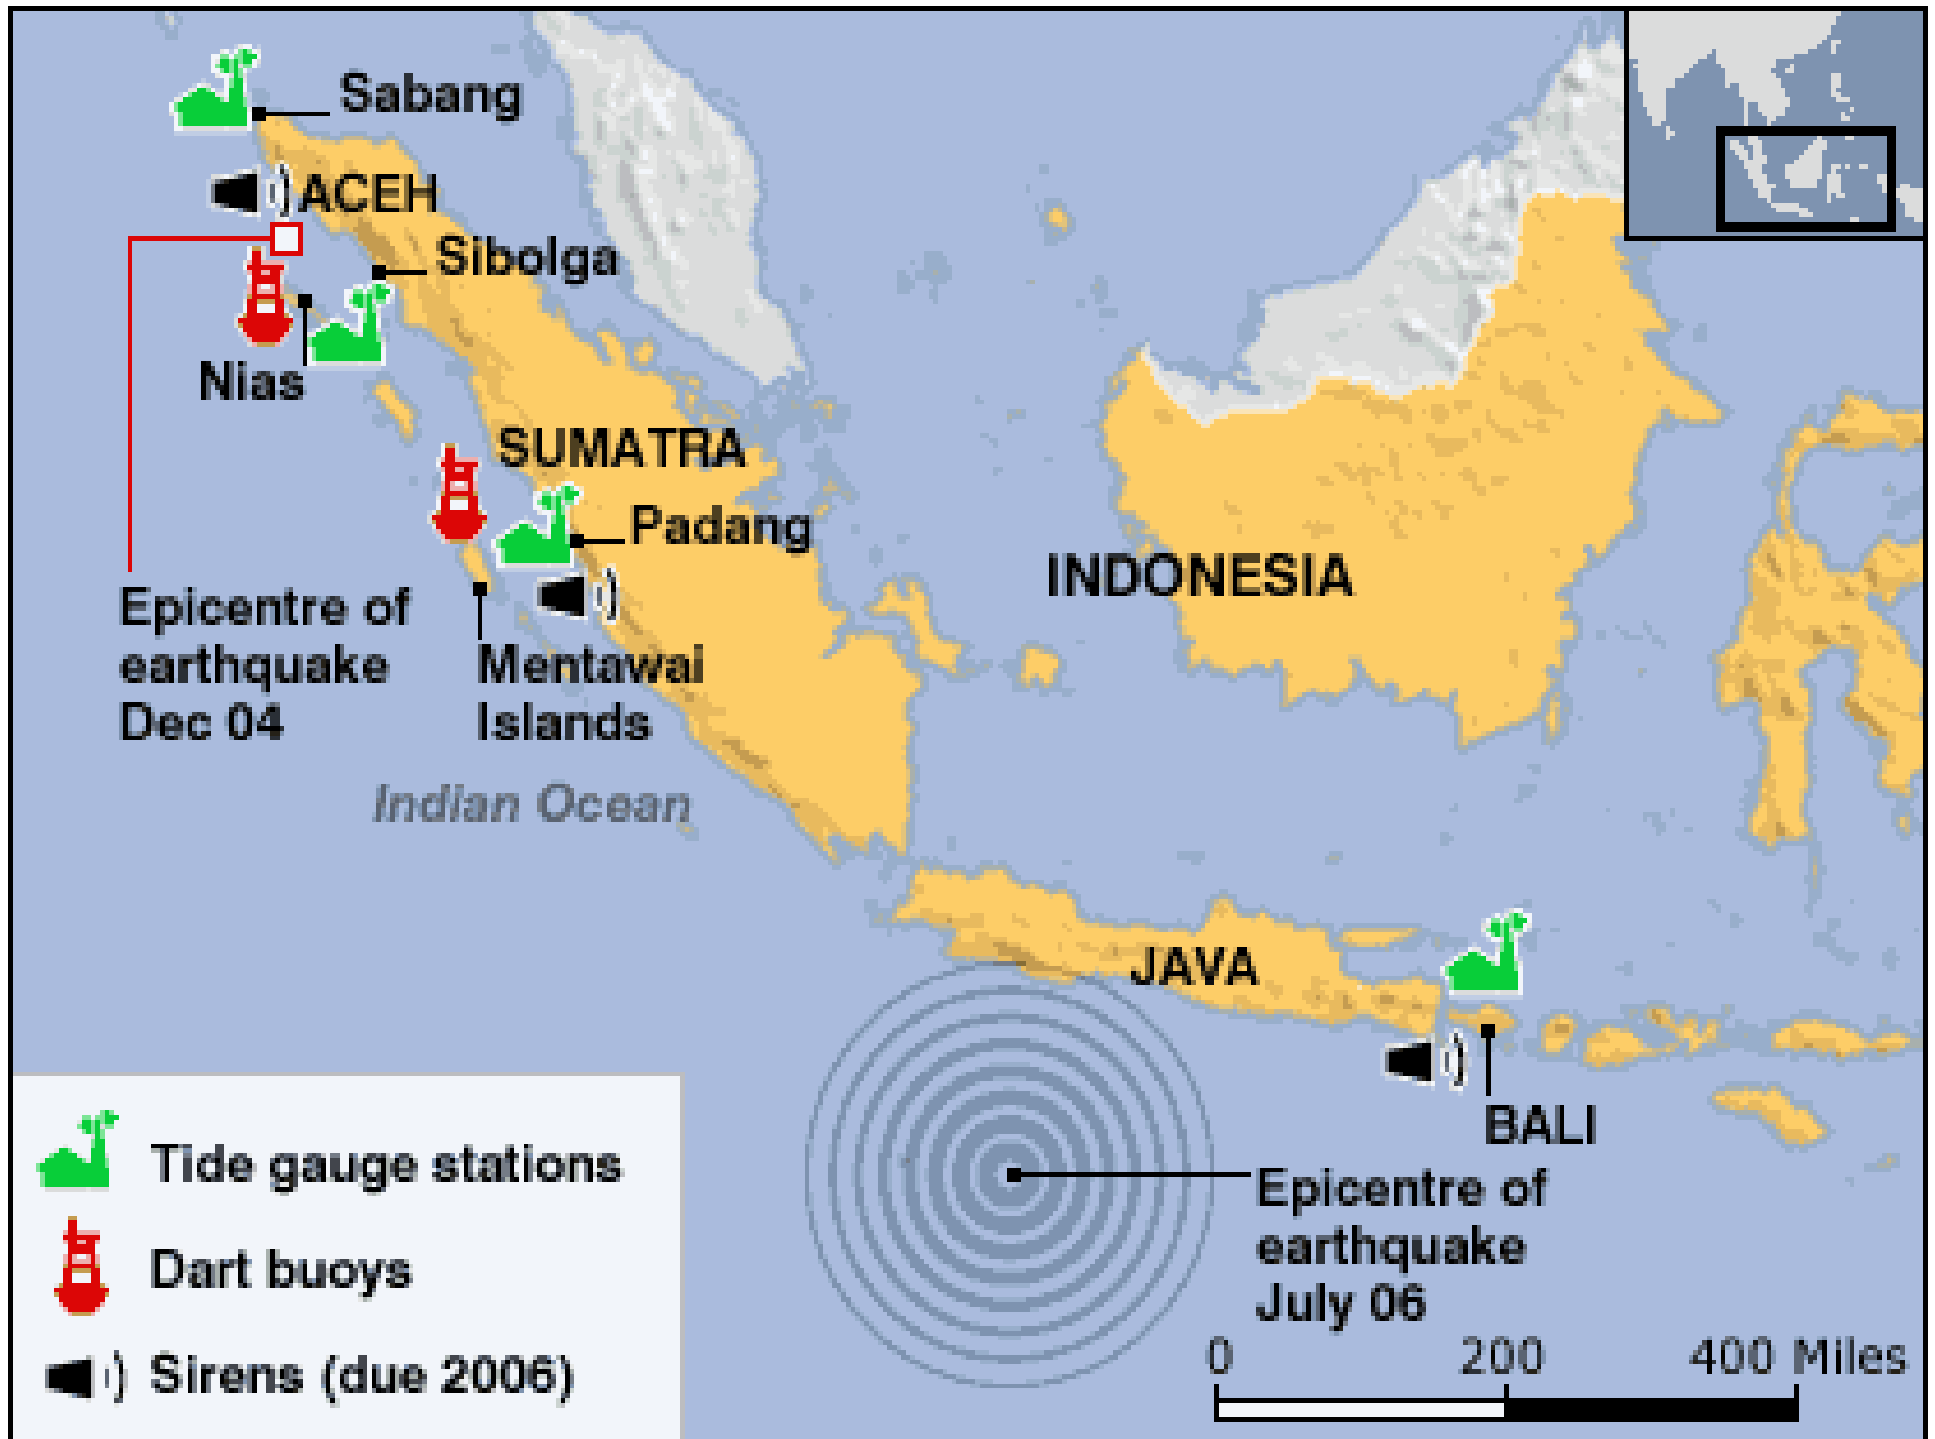 Sabang
ACEH
Sibolga
Nias
SUMATRA
Padang
INDONESIA
Epicentre of
earthquake
Dec 04
Mentawai
Islands
Indian Ocean
JAVA
BALI
Epicentre of
earthquake
July 06
Tide gauge stations
Dart buoys
Sirens (due 2006)
0 200 400 Miles